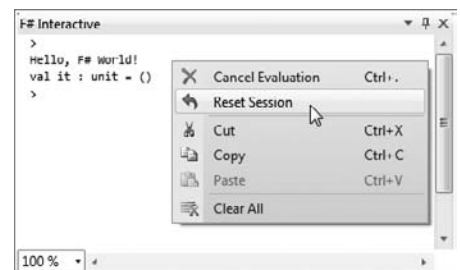 F# Interactive
>
Hello, F# World!
val it : unit = ()
>
Cancel Evaluation Ctrl+.
Reset Session
Cut Ctrl+X
Copy Ctrl+C
Paste Ctrl+V
Clear All
100 %